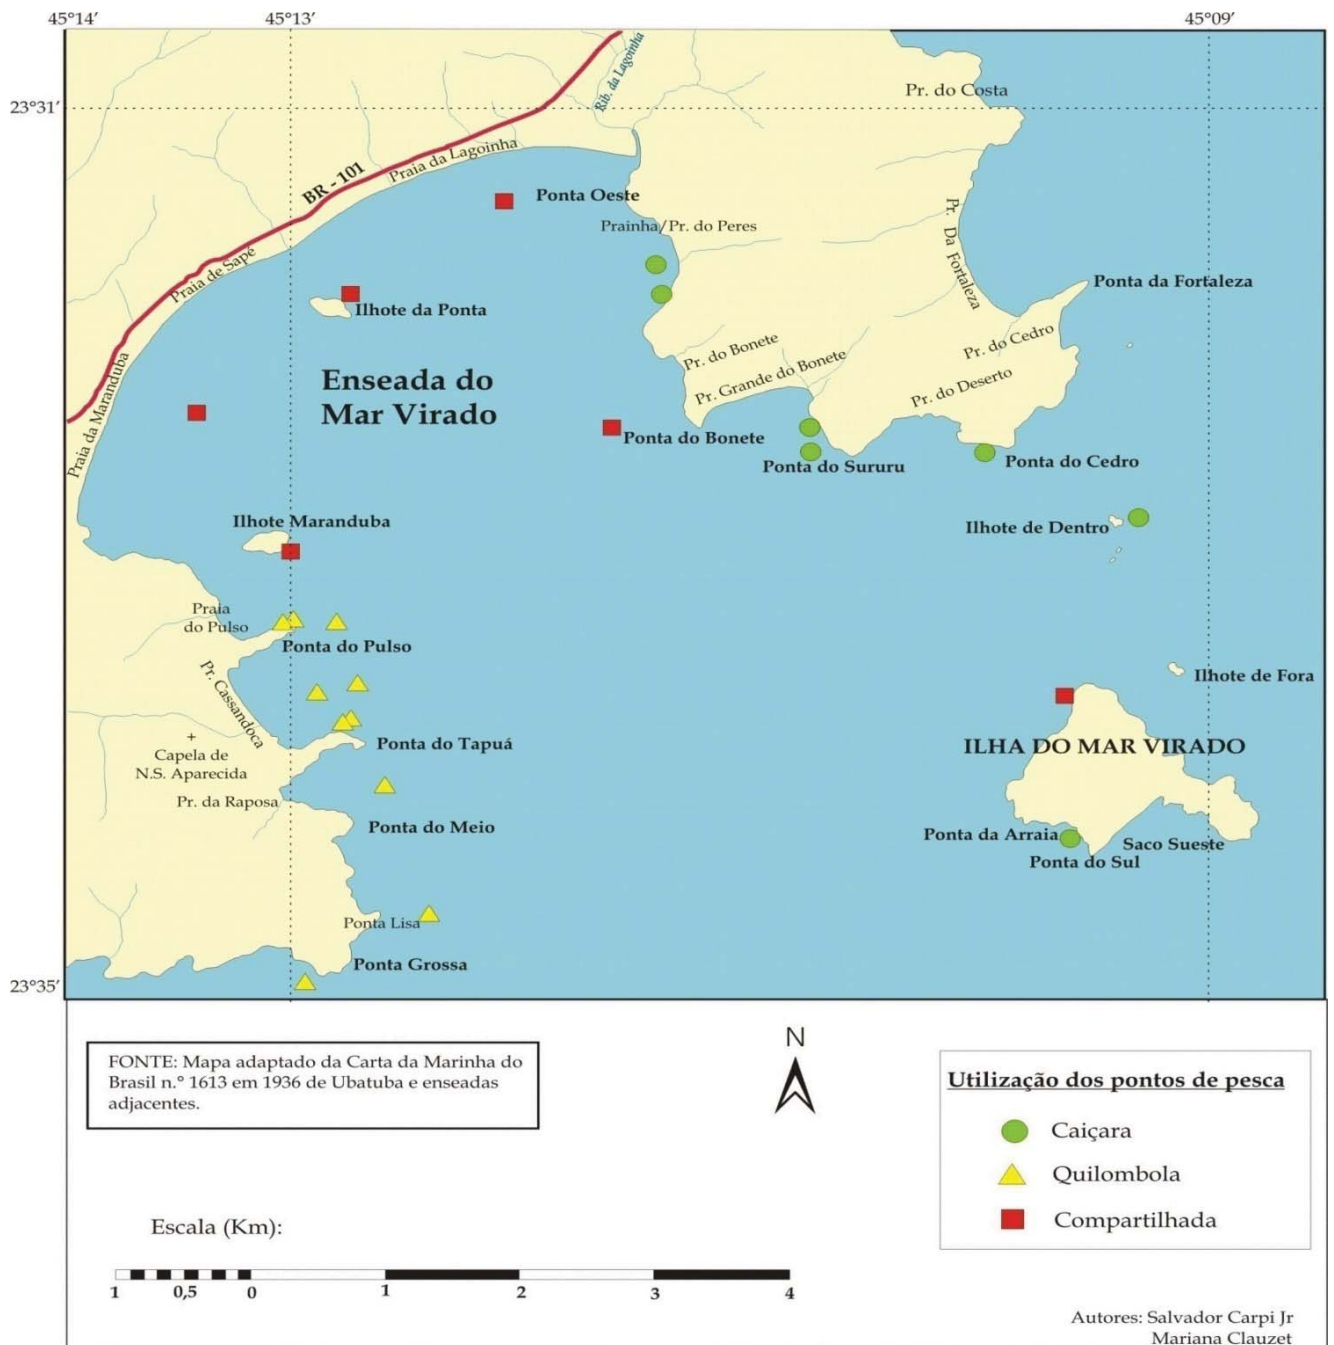 45°14′
45°13′
45°09′
23°31′
Rib. da Lagoinha
Pr. do Costa
Praia da Lagoinha
BR - 101
Ponta Oeste
Prainha/Pr. do Peres
Pr. Da Fortaleza
Praia de Sapé
Ponta da Fortaleza
Ilhote da Ponta
Pr. do Cedro
Pr. do Bonete
Pr. Grande do Bonete
Pr. do Deserto
Enseada do
Mar Virado
Praia da Maranduba
Ponta do Bonete
Ponta do Sururu
Ponta do Cedro
Ilhote Maranduba
Ilhote de Dentro
Praia
do Pulso
Ponta do Pulso
Pr. Cassandoca
Ilhote de Fora
Ponta do Tapuá
ILHA DO MAR VIRADO
Capela de
N.S. Aparecida
Pr. da Raposa
Ponta do Meio
Ponta da Arraia
Saco Sueste
Ponta do Sul
Ponta Lisa
Ponta Grossa
23°35′
FONTE: Mapa adaptado da Carta da Marinha do
Brasil n.° 1613 em 1936 de Ubatuba e enseadas
adjacentes.
N
Utilização dos pontos de pesca
Caiçara
Quilombola
Compartilhada
Escala (Km):
1 0,5 0 1 2 3 4
Autores: Salvador Carpi Jr
Mariana Clauzet